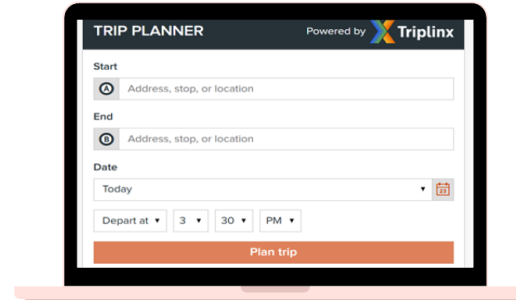 TRIP PLANNER Powered by Triplinx
Start
A Address, stop, or location
End
B Address, stop, or location
Date
Today 23
Depart at 3 30 PM
Plan trip